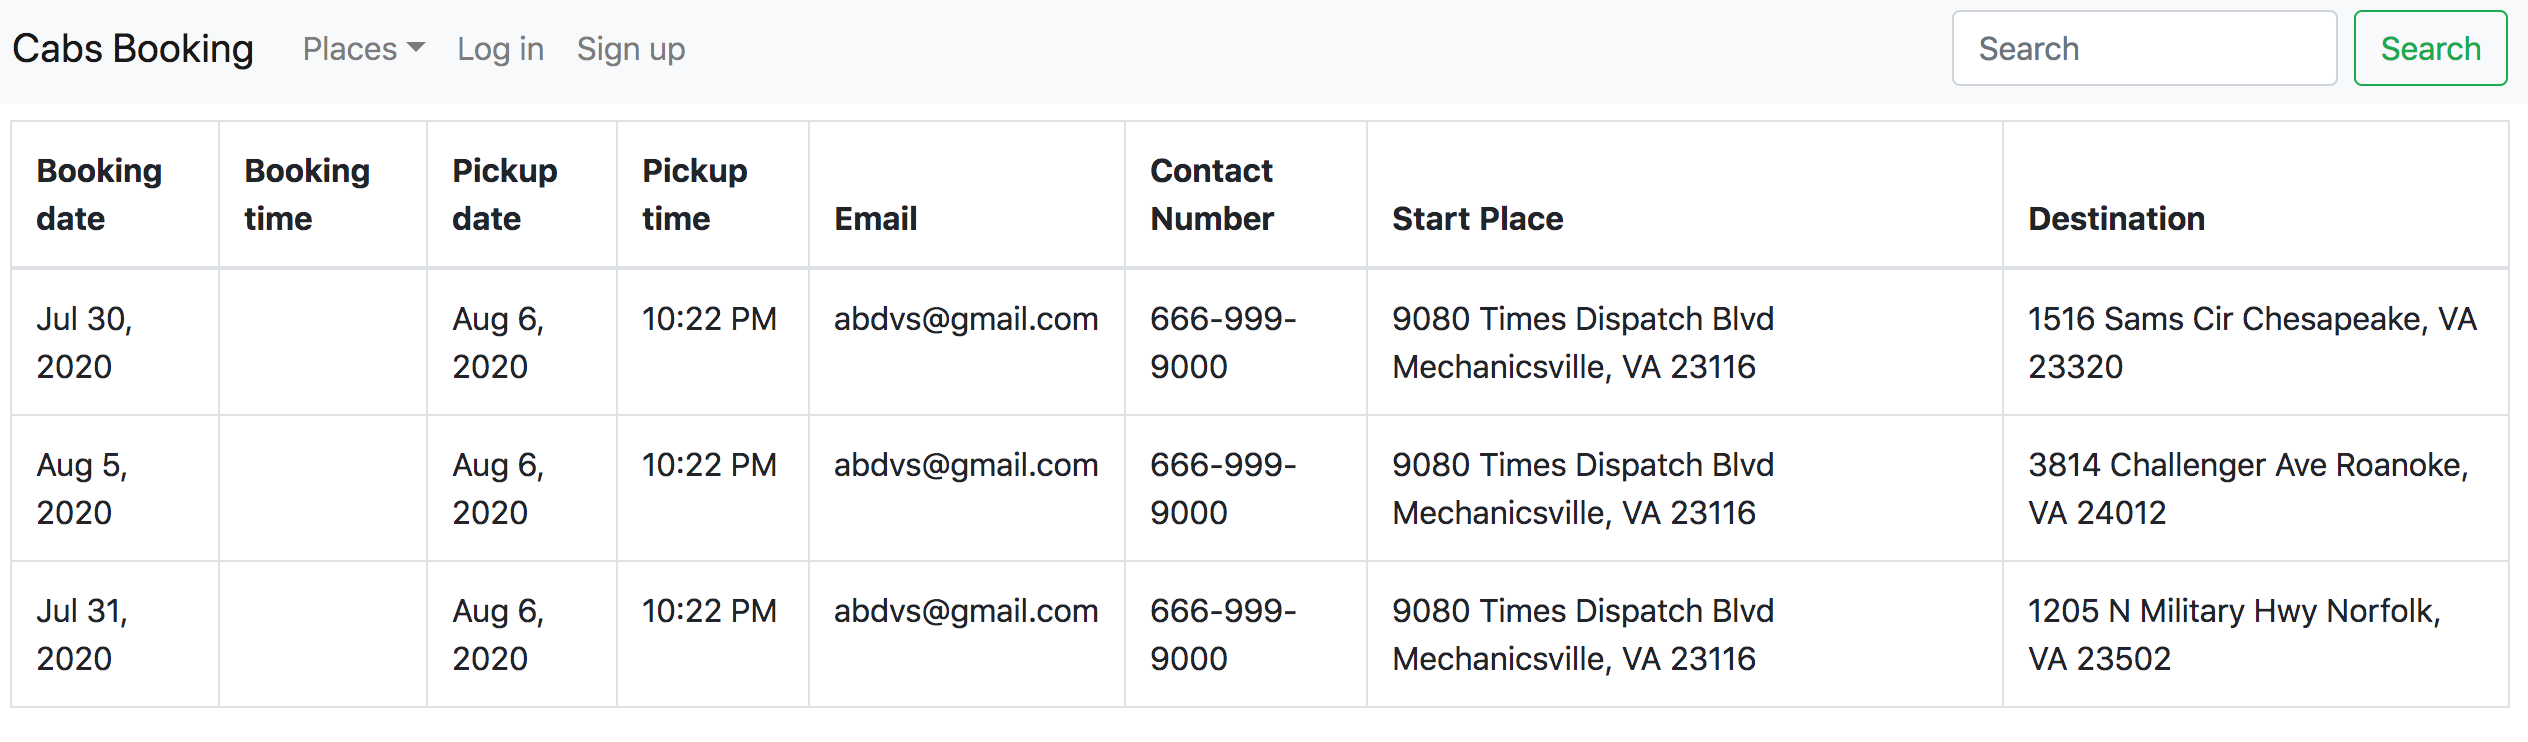 Cabs Booking Places Log in Sign up Search Search
Booking date Booking time Pickup date Pickup time Email Contact Number Start Place Destination
Jul 30, 2020 Aug 6, 2020 10:22 PM abdvs@gmail.com 666-999-9000 9080 Times Dispatch Blvd Mechanicsville, VA 23116 1516 Sams Cir Chesapeake, VA 23320
Aug 5, 2020 Aug 6, 2020 10:22 PM abdvs@gmail.com 666-999-9000 9080 Times Dispatch Blvd Mechanicsville, VA 23116 3814 Challenger Ave Roanoke, VA 24012
Jul 31, 2020 Aug 6, 2020 10:22 PM abdvs@gmail.com 666-999-9000 9080 Times Dispatch Blvd Mechanicsville, VA 23116 1205 N Military Hwy Norfolk, VA 23502